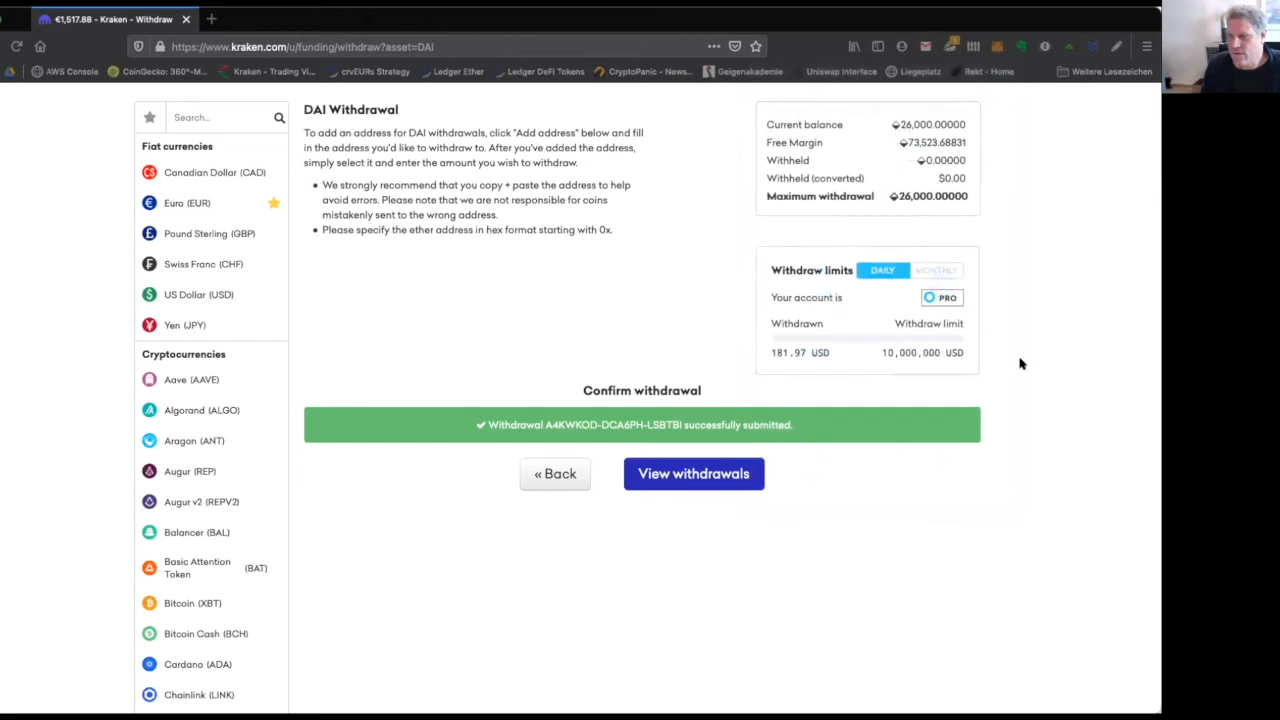 €1,517.88 - Kraken - Withdraw
https://www.kraken.com/u/funding/withdraw?asset=DAI
AWS Console
CoinGecko: 360°-M...
Kraken - Trading Vi...
crvEURs Strategy
Ledger Ether
Ledger DeFi Tokens
CryptoPanic - News...
Geigenakademie
Uniswap Interface
Liegeplatz
Rekt - Home
Weitere Lesezeichen
Search...
Fiat currencies
Canadian Dollar (CAD)
Euro (EUR)
Pound Sterling (GBP)
Swiss Franc (CHF)
US Dollar (USD)
Yen (JPY)
Cryptocurrencies
Aave (AAVE)
Algorand (ALGO)
Aragon (ANT)
Augur (REP)
Augur v2 (REPV2)
Balancer (BAL)
Basic Attention
Token (BAT)
Bitcoin (XBT)
Bitcoin Cash (BCH)
Cardano (ADA)
Chainlink (LINK)
DAI Withdrawal
To add an address for DAI withdrawals, click "Add address" below and fill
in the address you'd like to withdraw to. After you've added the address,
simply select it and enter the amount you wish to withdraw.
We strongly recommend that you copy + paste the address to help
avoid errors. Please note that we are not responsible for coins
mistakenly sent to the wrong address.
Please specify the ether address in hex format starting with 0x.
Current balance 26,000.00000
Free Margin 73,523.68831
Withheld 0.00000
Withheld (converted) $0.00
Maximum withdrawal 26,000.00000
Withdraw limits DAILY MONTHLY
Your account is PRO
Withdrawn Withdraw limit
181.97 USD 10,000,000 USD
Confirm withdrawal
Withdrawal A4KWKOD-DCA6PH-LSBTBI successfully submitted.
« Back
View withdrawals